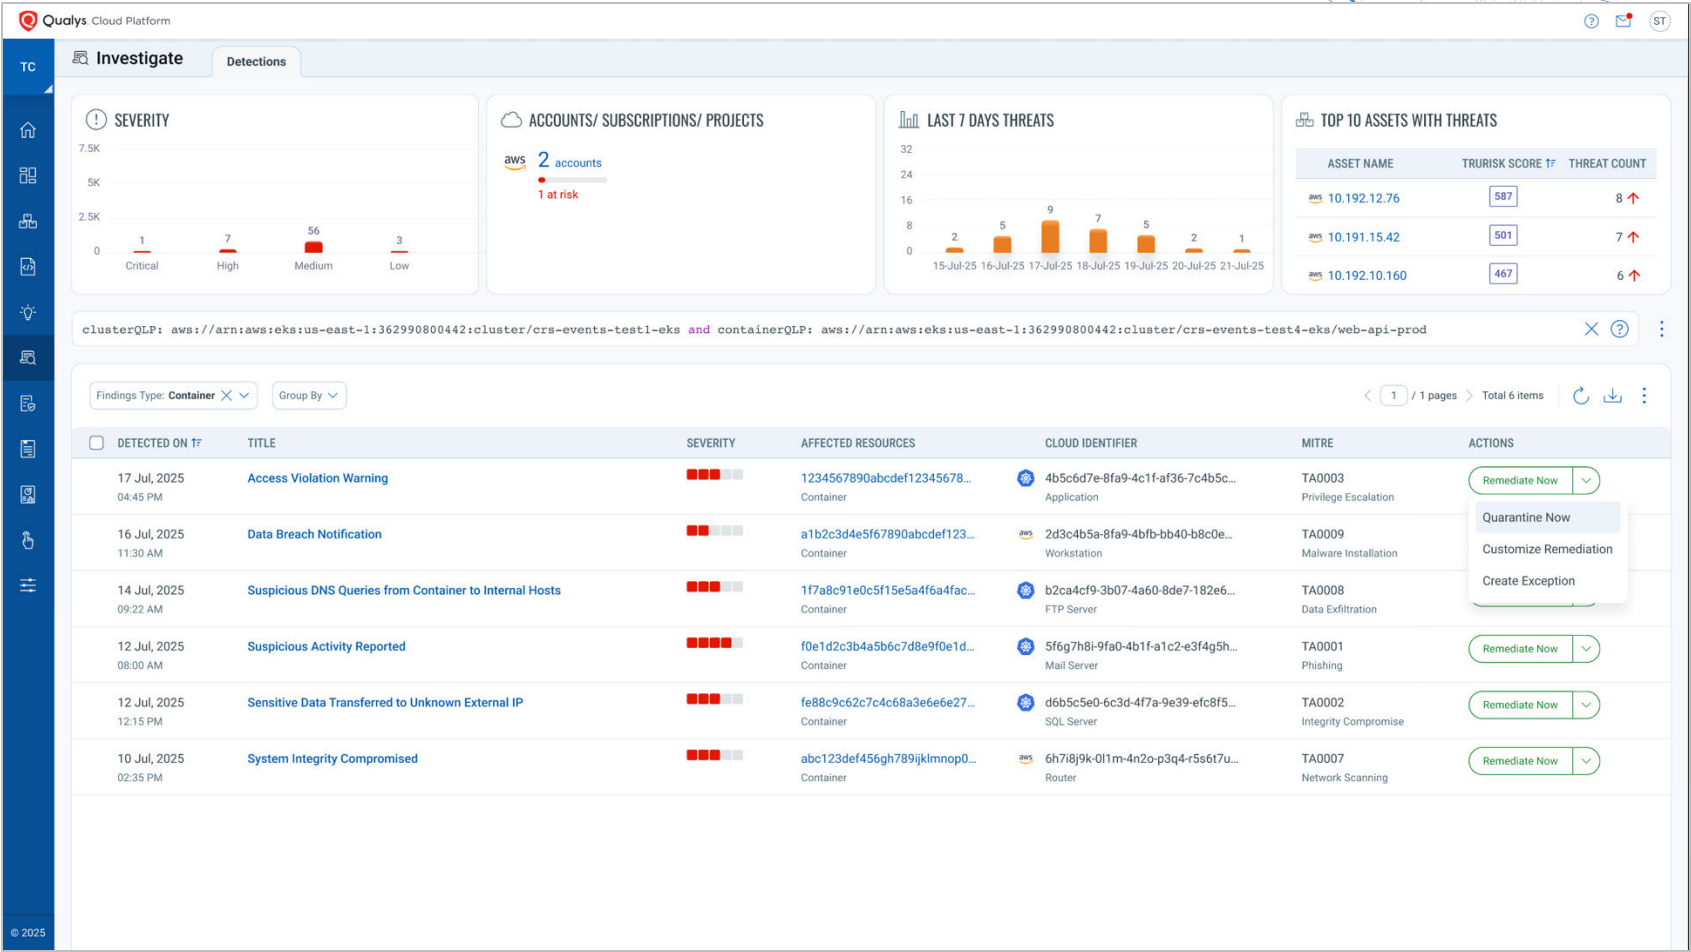 Qualys. Cloud Platform
ST
TC
Investigate
Detections
SEVERITY
7.5K
5K
2.5K
0
1
7
56
3
Critical
High
Medium
Low
ACCOUNTS/ SUBSCRIPTIONS/ PROJECTS
aws 2 accounts
1 at risk
LAST 7 DAYS THREATS
32
24
16
8
0
2
5
9
7
5
2
1
15-Jul-25 16-Jul-25 17-Jul-25 18-Jul-25 19-Jul-25 20-Jul-25 21-Jul-25
TOP 10 ASSETS WITH THREATS
ASSET NAME TRURISK SCORE THREAT COUNT
aws 10.192.12.76 587 8
aws 10.191.15.42 501 7
aws 10.192.10.160 467 6
clusterQLP: aws://arn:aws:eks:us-east-1:362990800442:cluster/crs-events-test1-eks and containerQLP: aws://arn:aws:eks:us-east-1:362990800442:cluster/crs-events-test4-eks/web-api-prod
Findings Type: Container
Group By
1 / 1 pages
Total 6 items
DETECTED ON TITLE SEVERITY AFFECTED RESOURCES CLOUD IDENTIFIER MITRE ACTIONS
17 Jul, 2025 Access Violation Warning 1234567890abcdef12345678... 4b5c6d7e-8fa9-4c1f-af36-7c4b5c... TA0003 Remediate Now
04:45 PM Container Application Privilege Escalation
Quarantine Now
Customize Remediation
Create Exception
16 Jul, 2025 Data Breach Notification a1b2c3d4e5f67890abcdef123... aws 2d3c4b5a-8fa9-4bfb-bb40-b8c0e... TA0009
11:30 AM Container Workstation Malware Installation
14 Jul, 2025 Suspicious DNS Queries from Container to Internal Hosts 1f7a8c91e0c5f15e5a4f6a4fac... b2ca4cf9-3b07-4a60-8de7-182e6... TA0008
09:22 AM Container FTP Server Data Exfiltration
12 Jul, 2025 Suspicious Activity Reported f0e1d2c3b4a5b6c7d8e9f0e1d... 5f6g7h8i-9fa0-4b1f-a1c2-e3f4g5h... TA0001 Remediate Now
08:00 AM Container Mail Server Phishing
12 Jul, 2025 Sensitive Data Transferred to Unknown External IP fe88c9c62c7c4c68a3e6e6e27... d6b5c5e0-6c3d-4f7a-9e39-efc8f5... TA0002 Remediate Now
12:15 PM Container SQL Server Integrity Compromise
10 Jul, 2025 System Integrity Compromised abc123def456gh789ijklmnop0... aws 6h7i8j9k-0l1m-4n2o-p3q4-r5s6t7u... TA0007 Remediate Now
02:35 PM Container Router Network Scanning
© 2025